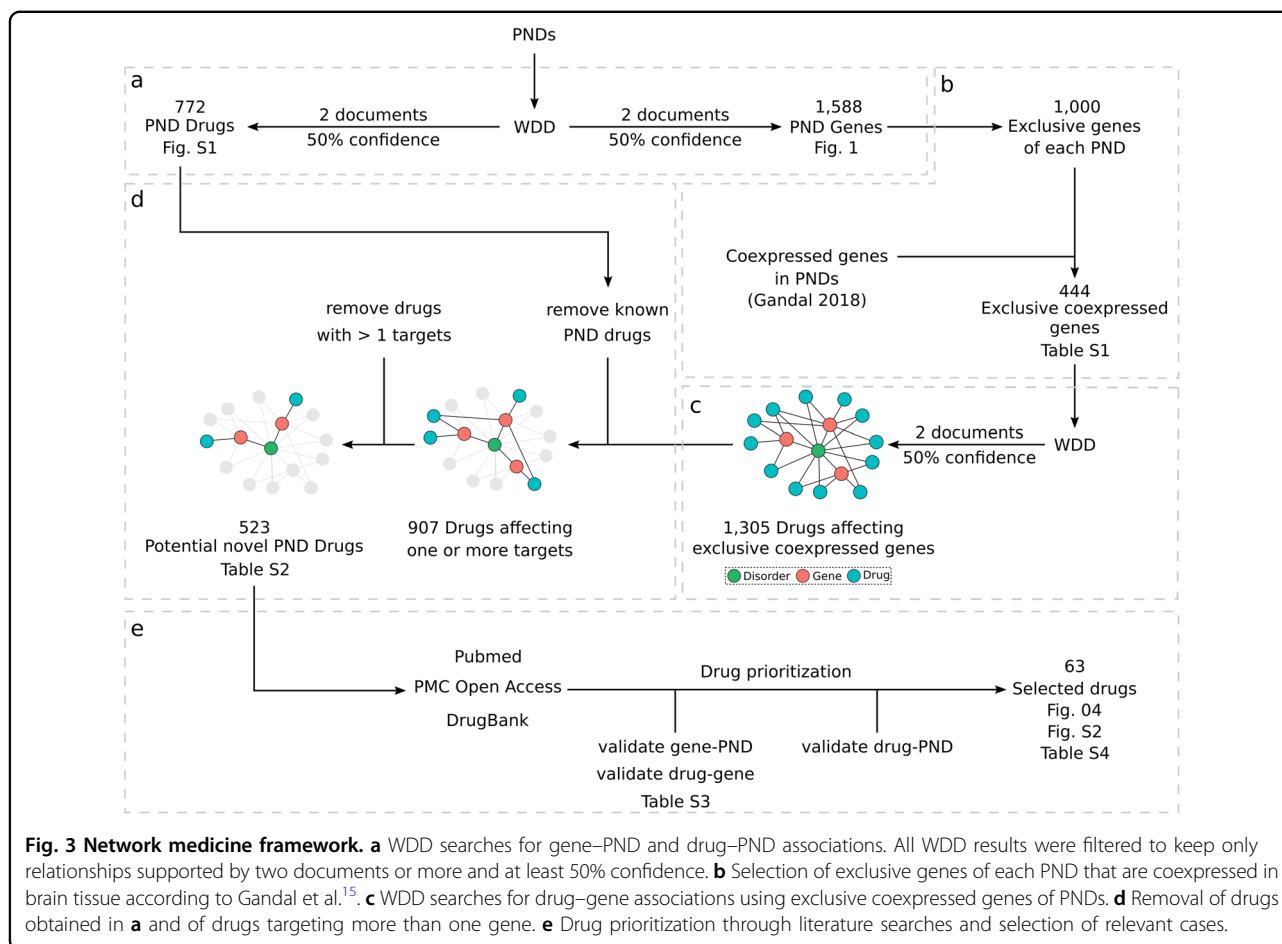 PNDs
a
772
PND Drugs
Fig. S1
2 documents
50% confidence
WDD
2 documents
50% confidence
1,588
PND Genes
Fig. 1
b
1,000
Exclusive genes
of each PND
Coexpressed genes
in PNDs
(Gandal 2018)
444
Exclusive coexpressed
genes
Table S1
c
WDD
2 documents
50% confidence
1,305 Drugs affecting
exclusive coexpressed genes
Disorder Gene Drug
d
remove known
PND drugs
remove drugs
with > 1 targets
907 Drugs affecting
one or more targets
523
Potential novel PND Drugs
Table S2
e
Pubmed
PMC Open Access
DrugBank
Drug prioritization
validate gene-PND
validate drug-gene
Table S3
validate drug-PND
63
Selected drugs
Fig. 04
Fig. S2
Table S4
Fig. 3 Network medicine framework. a WDD searches for gene–PND and drug–PND associations. All WDD results were filtered to keep only
relationships supported by two documents or more and at least 50% confidence. b Selection of exclusive genes of each PND that are coexpressed in
brain tissue according to Gandal et al.15. c WDD searches for drug–gene associations using exclusive coexpressed genes of PNDs. d Removal of drugs
obtained in a and of drugs targeting more than one gene. e Drug prioritization through literature searches and selection of relevant cases.